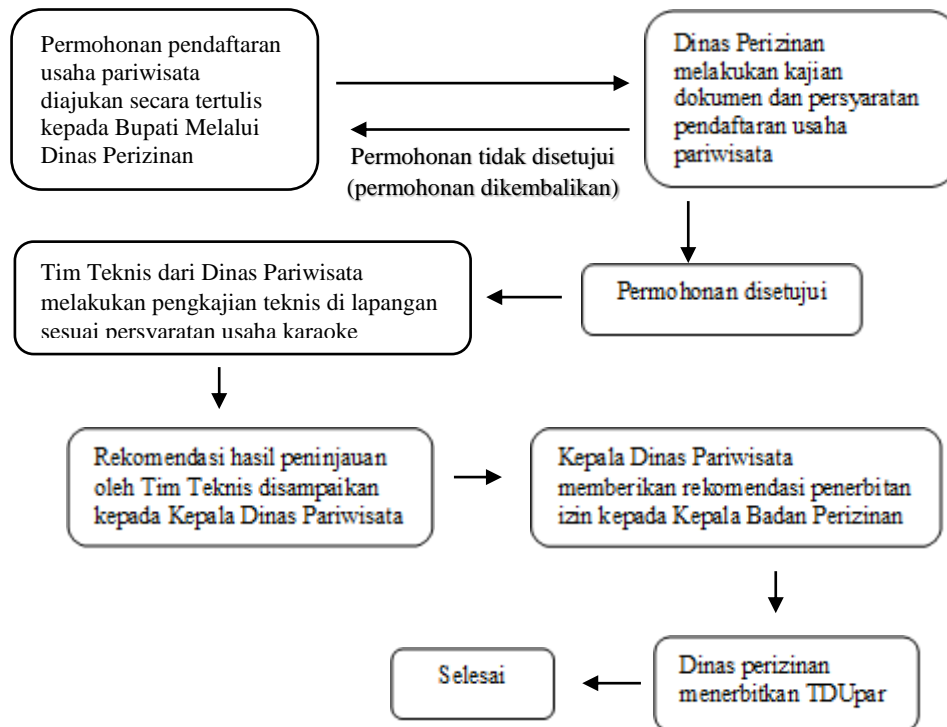 Permohonan pendaftaran
usaha pariwisata
diajukan secara tertulis
kepada Bupati Melalui
Dinas Perizinan
Dinas Perizinan
melakukan kajian
dokumen dan persyaratan
pendaftaran usaha
pariwisata
Permohonan tidak disetujui
(permohonan dikembalikan)
Permohonan disetujui
Tim Teknis dari Dinas Pariwisata
melakukan pengkajian teknis di lapangan
sesuai persyaratan usaha karaoke
Rekomendasi hasil peninjauan
oleh Tim Teknis disampaikan
kepada Kepala Dinas Pariwisata
Kepala Dinas Pariwisata
memberikan rekomendasi penerbitan
izin kepada Kepala Badan Perizinan
Dinas perizinan
menerbitkan TDUpar
Selesai